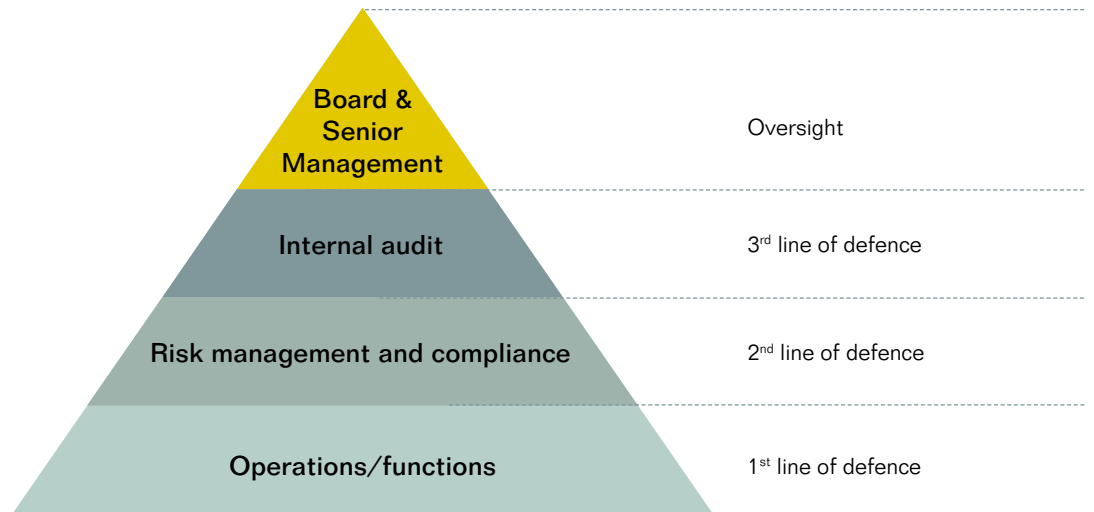 Board &
Senior
Management
Oversight
Internal audit
3rd line of defence
Risk management and compliance
2nd line of defence
Operations/functions
1st line of defence